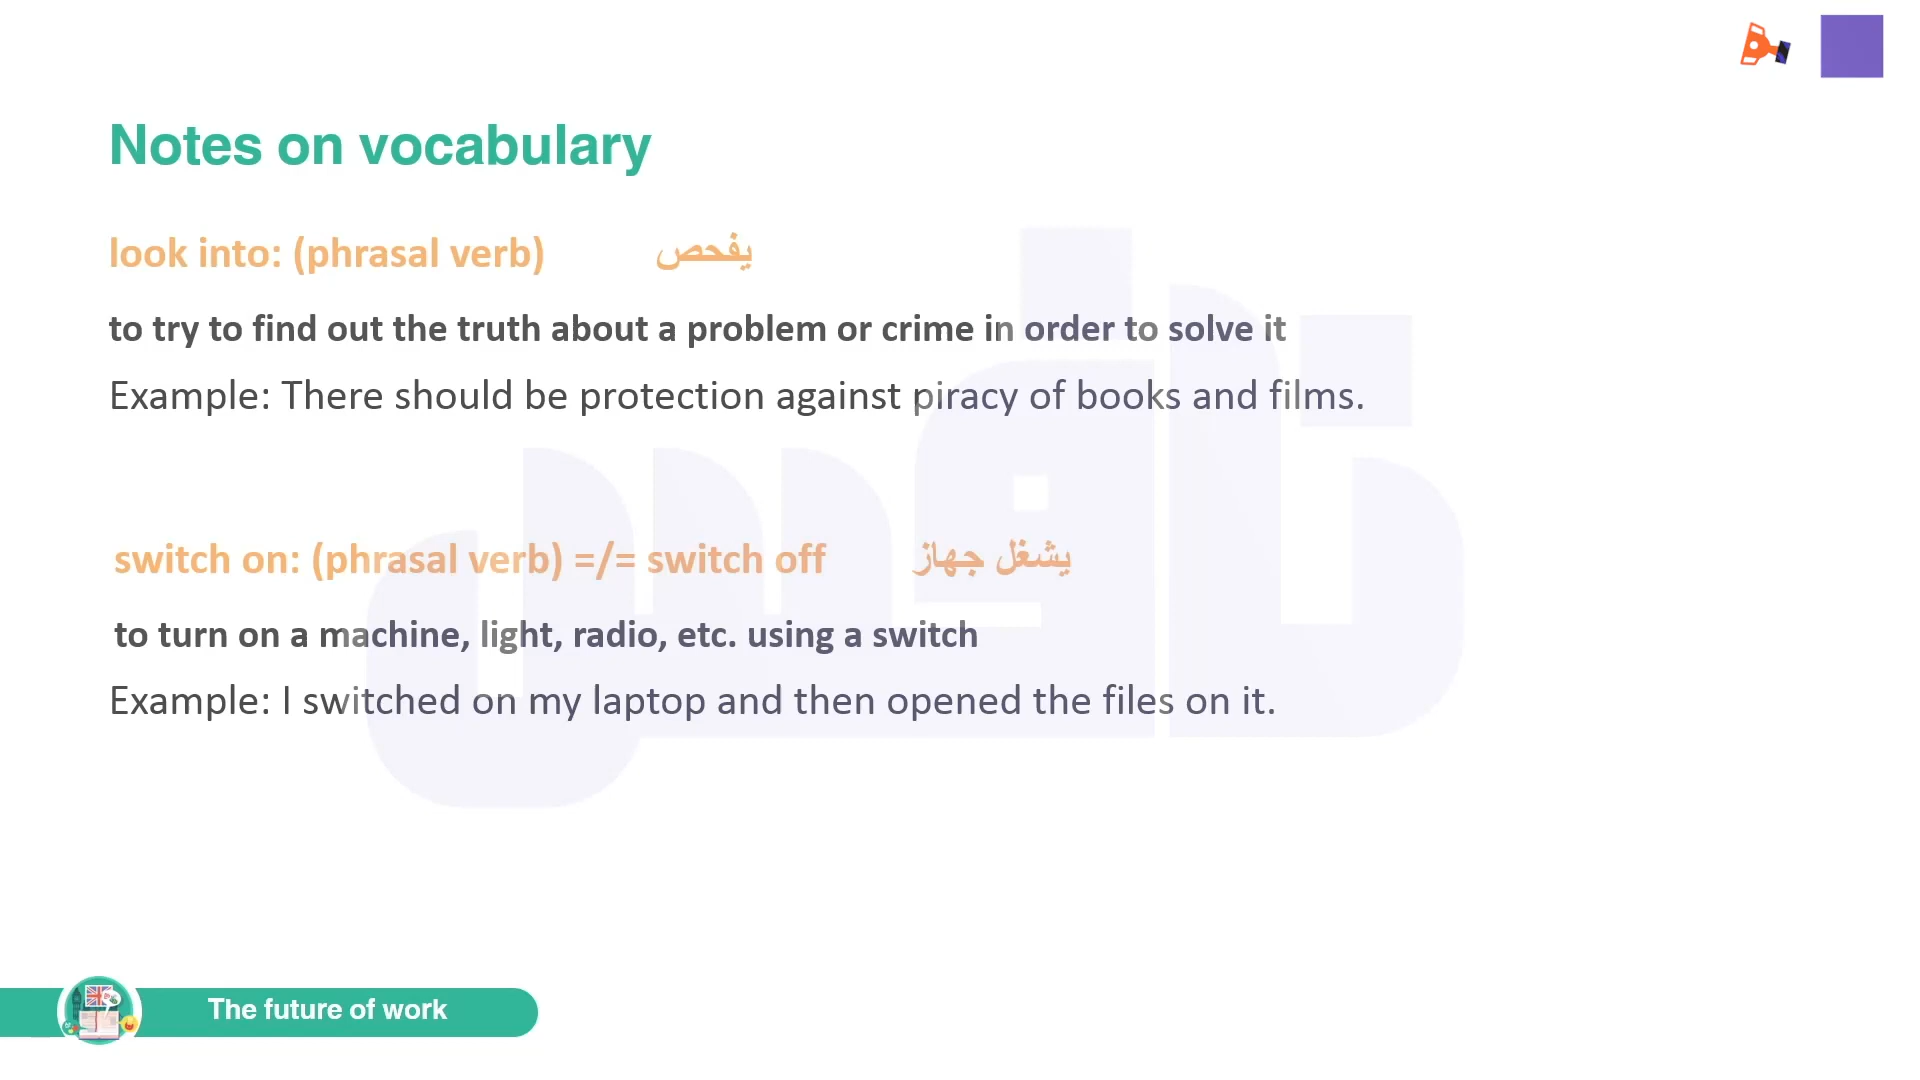 Notes on vocabulary
look into: (phrasal verb) يفحص
to try to find out the truth about a problem or crime in order to solve it
Example: There should be protection against piracy of books and films.
switch on: (phrasal verb) =/= switch off يشغل جهاز
to turn on a machine, light, radio, etc. using a switch
Example: I switched on my laptop and then opened the files on it.
نافس
The future of work